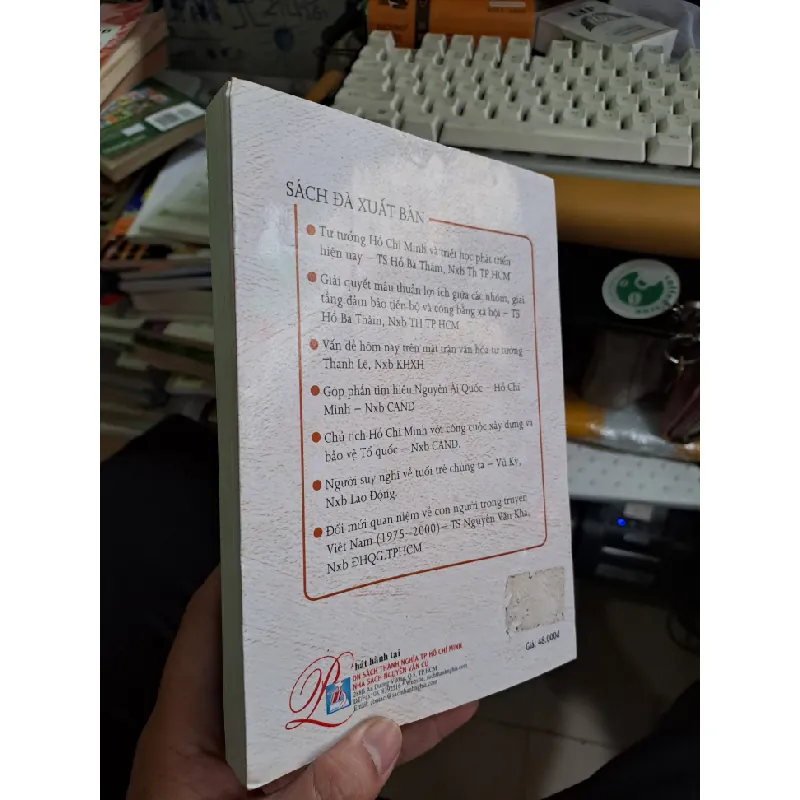 SÁCH ĐÃ XUẤT BẢN
Tư tưởng Hồ Chí Minh và triết học phát triển
hiện nay – TS Hồ Bá Thâm, Nxb Th TP.HCM
Giải quyết mâu thuẫn lợi ích giữa các nhóm, giai
tầng đảm bảo tiến bộ và công bằng xã hội – TS
Hồ Bá Thâm, Nxb TH TP HCM
Vấn đề hôm nay trên mặt trận văn hóa tư tưởng
Thanh Lê, Nxb KHXH
Góp phần tìm hiểu Nguyễn Ái Quốc – Hồ Chí
Minh – Nxb CAND
Chủ tịch Hồ Chí Minh với công cuộc xây dựng và
bảo vệ Tổ quốc – Nxb CAND.
Người suy nghĩ về tuổi trẻ chúng ta – Vũ Kỳ,
Nxb Lao Động.
Đổi mới quan niệm về con người trong truyện
Việt Nam (1975–2000) – TS Nguyễn Văn Kha,
Nxb ĐHQG.TPHCM
Phát hành tại
SÁCH THÀNH NGHĨA TP HỒ CHÍ MINH
NHÀ SÁCH NGUYỄN VĂN CỪ
Giá: 46.000đ